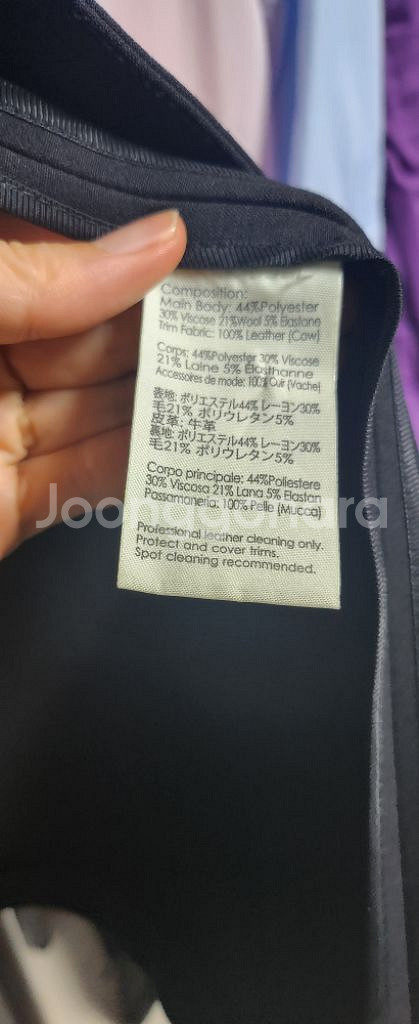 Composition:
Main Body: 44%Polyester
30% Viscose 21%Wool 5% Elastane
Trim Fabric: 100% Leather (Cow)
Corps: 44%Polyester 30% Viscose
21% Laine 5% Elasthanne
Accessoires de mode: 100% Cuir (Vache)
表地: ポリエステル44% レーヨン30%
毛21% ポリウレタン5%
皮革: 牛革
裏地: ポリエステル44% レーヨン30%
毛21% ポリウレタン5%
Corpo principale: 44%Poliestere
30% Viscosa 21% Lana 5% Elastan
Passamaneria: 100% Pelle (Mucca)
Joonggonara
Professional leather cleaning only.
Protect and cover trims.
Spot cleaning recommended.